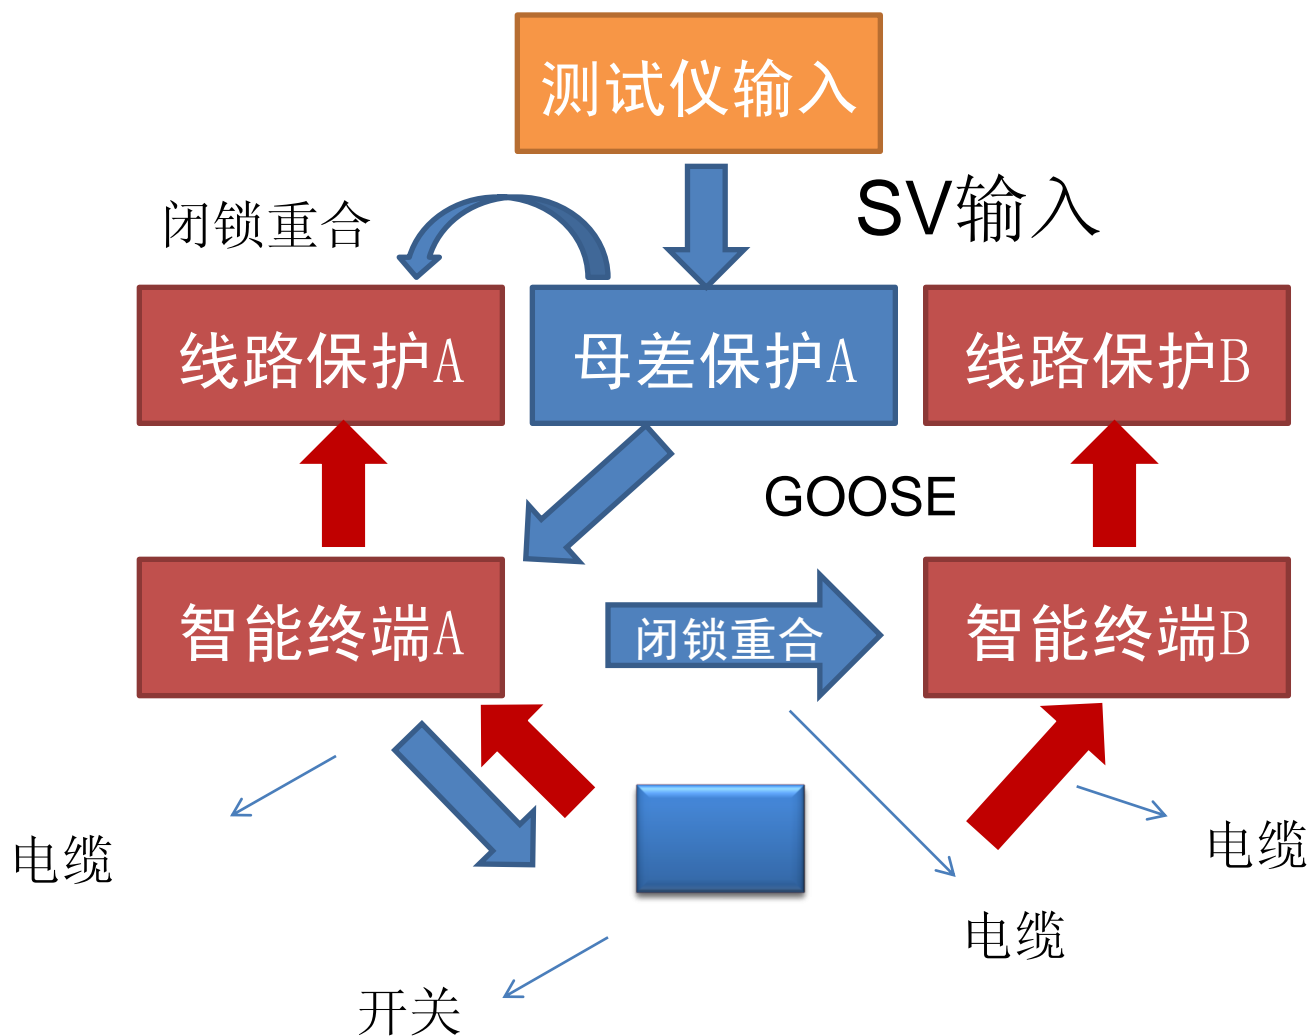 测试仪输入
SV输入
闭锁重合
线路保护A
母差保护A
线路保护B
GOOSE
智能终端A
闭锁重合
智能终端B
电缆
电缆
电缆
开关